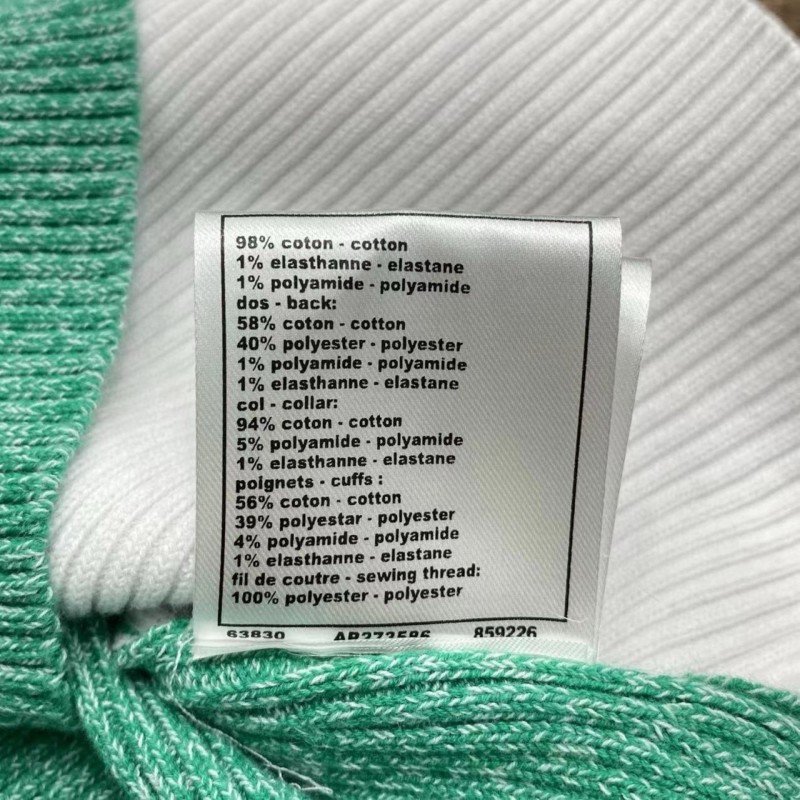 98% coton - cotton
1% elasthanne - elastane
1% polyamide - polyamide
dos - back:
58% coton - cotton
40% polyester - polyester
1% polyamide - polyamide
1% elasthanne - elastane
col - collar:
94% coton - cotton
5% polyamide - polyamide
1% elasthanne - elastane
poignets - cuffs :
56% coton - cotton
39% polyestar - polyester
4% polyamide - polyamide
1% elasthanne - elastane
fil de coutre - sewing thread:
100% polyester - polyester
63830 859226